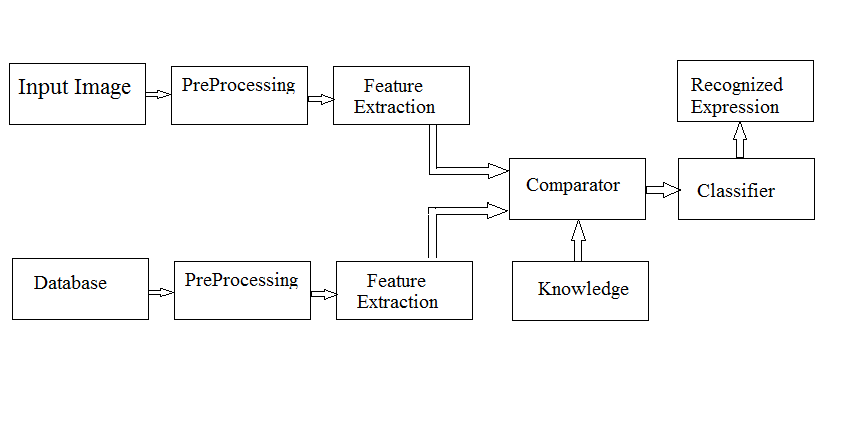 Input Image
PreProcessing
Feature
Extraction
Recognized
Expression
Comparator
Classifier
Database
PreProcessing
Feature
Extraction
Knowledge